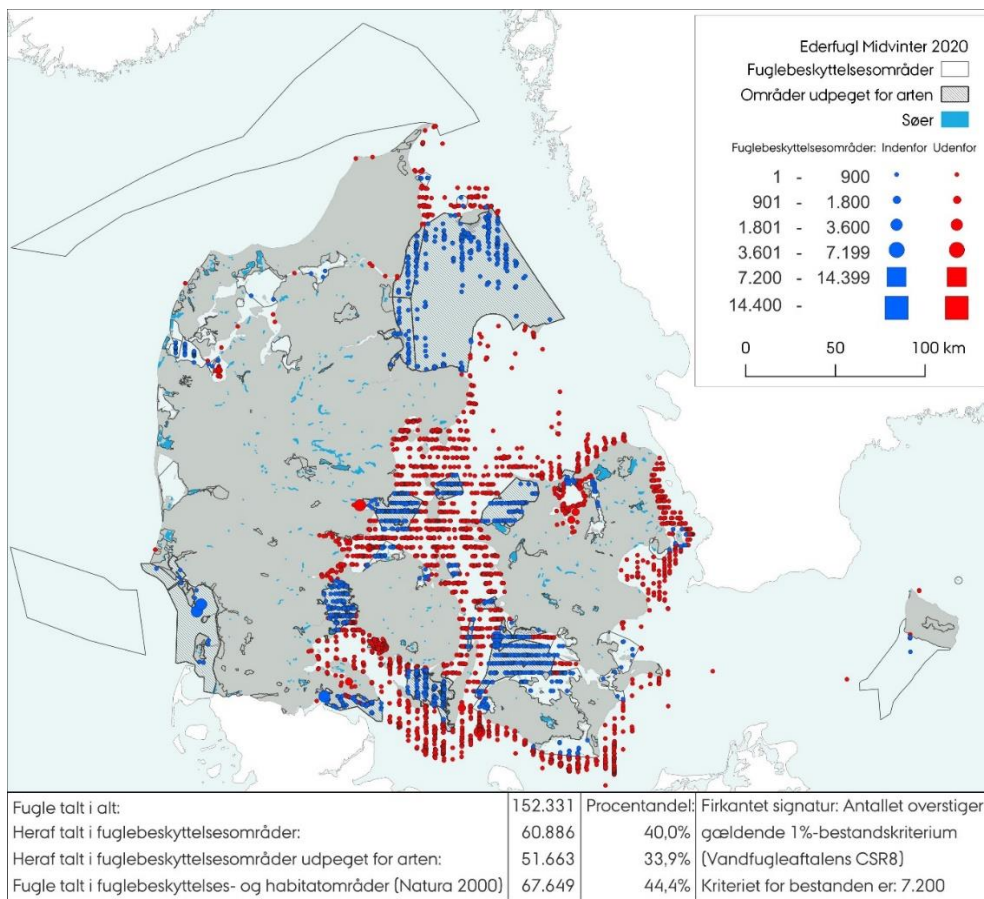 Ederfugl Midvinter 2020
Fuglebeskyttelsesområder
Områder udpeget for arten
Søer
Fuglebeskyttelsesområder: Indenfor Udenfor
1 - 900
901 - 1.800
1.801 - 3.600
3.601 - 7.199
7.200 - 14.399
14.400 -
0 50 100 km
Fugle talt i alt: 152.331 Procentandel: Firkantet signatur: Antallet overstiger
Heraf talt i fuglebeskyttelsesområder: 60.886 40,0% gældende 1%-bestandskriterium
Heraf talt i fuglebeskyttelsesområder udpeget for arten: 51.663 33,9% (Vandfugleaftalens CSR8)
Fugle talt i fuglebeskyttelses- og habitatområder (Natura 2000) 67.649 44,4% Kriteriet for bestanden er: 7.200